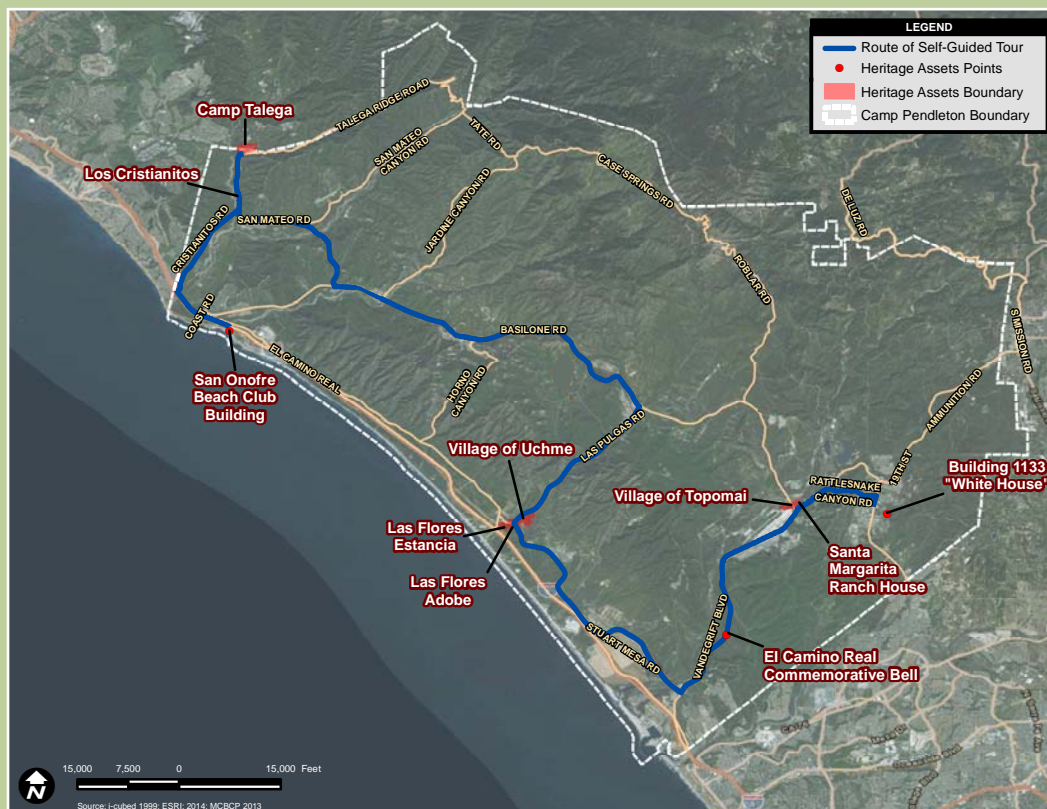 LEGEND
Route of Self-Guided Tour
Heritage Assets Points
Heritage Assets Boundary
Camp Pendleton Boundary
Camp Talega
TALEGA RIDGE ROAD
SAN MATEO
CANYON RD
TATE RD
CASE SPRINGS RD
DE LUZ RD
Los Cristianitos
SAN MATEO RD
JARDINE CANYON RD
CRISTIANITOS RD
ROBLAR RD
S MISSION RD
COAST RD
BASILONE RD
EL CAMINO REAL
San Onofre
Beach Club
Building
HORNO
CANYON RD
AMMUNITION RD
LAS PULGAS RD
Village of Uchme
19TH ST
Building 1133
"White House"
RATTLESNAKE
CANYON RD
Village of Topomai
Las Flores
Estancia
Las Flores
Adobe
Santa
Margarita
Ranch House
STUART MESA RD
VANDEGRIFT BLVD
El Camino Real
Commemorative Bell
N
15,000 7,500 0 15,000 Feet
Source: i-cubed 1999; ESRI; 2014; MCBCP 2013